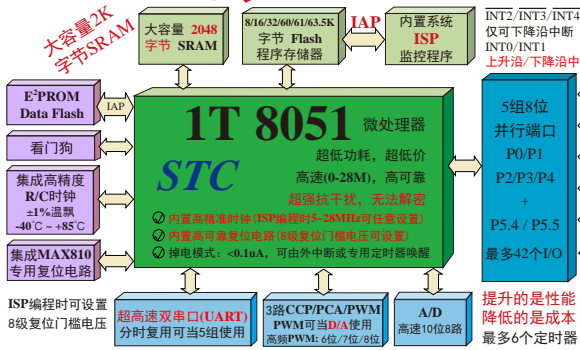 大容量2K
字节SRAM
大容量 2048
字节 SRAM
8/16/32/60/61/63.5K
字节 Flash
程序存储器
IAP
内置系统
ISP
监控程序
INT2/INT3/INT4
仅可下降沿中断
INT0/INT1
上升沿/下降沿中
E²PROM
Data Flash
IAP
看门狗
集成高精度
R/C时钟
±1%温飘
-40℃ ~ +85℃
集成MAX810
专用复位电路
1T 8051 微处理器
STC
超低功耗，超低价
高速(0-28M)，高可靠
超强抗干扰，无法解密
内置高精准时钟(ISP编程时5~28MHz可任意设置)
内置高可靠复位电路(8级复位门槛电压可设置)
掉电模式：<0.1uA，可由外中断或专用定时器唤醒
5组8位
并行端口
P0/P1
P2/P3/P4
+
P5.4 / P5.5
最多42个I/O
ISP编程时可设置
8级复位门槛电压
超高速双串口(UART)
分时复用可当5组使用
3路CCP/PCA/PWM
PWM可当D/A使用
高频PWM: 6位/7位/8位
A/D
高速10位8路
提升的是性能
降低的是成本
最多6个定时器